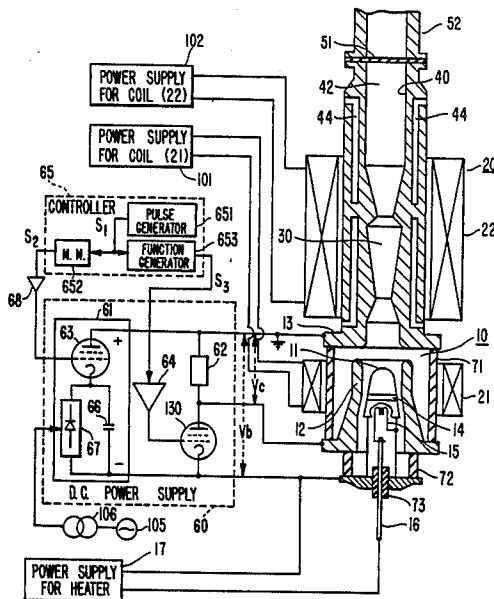 51
52
102
POWER SUPPLY
FOR COIL (22)
42
40
44
44
POWER SUPPLY
FOR COIL (21)
101
20
65
CONTROLLER
PULSE
GENERATOR
651
22
S1
S2
M. M.
FUNCTION
GENERATOR
653
30
652
S3
68
61
13
10
63
+
62
11
71
64
Vc
21
66
12
14
67
130
Vb
15
−
72
D.C. POWER SUPPLY
73
106
105
60
16
17
POWER SUPPLY
FOR HEATER